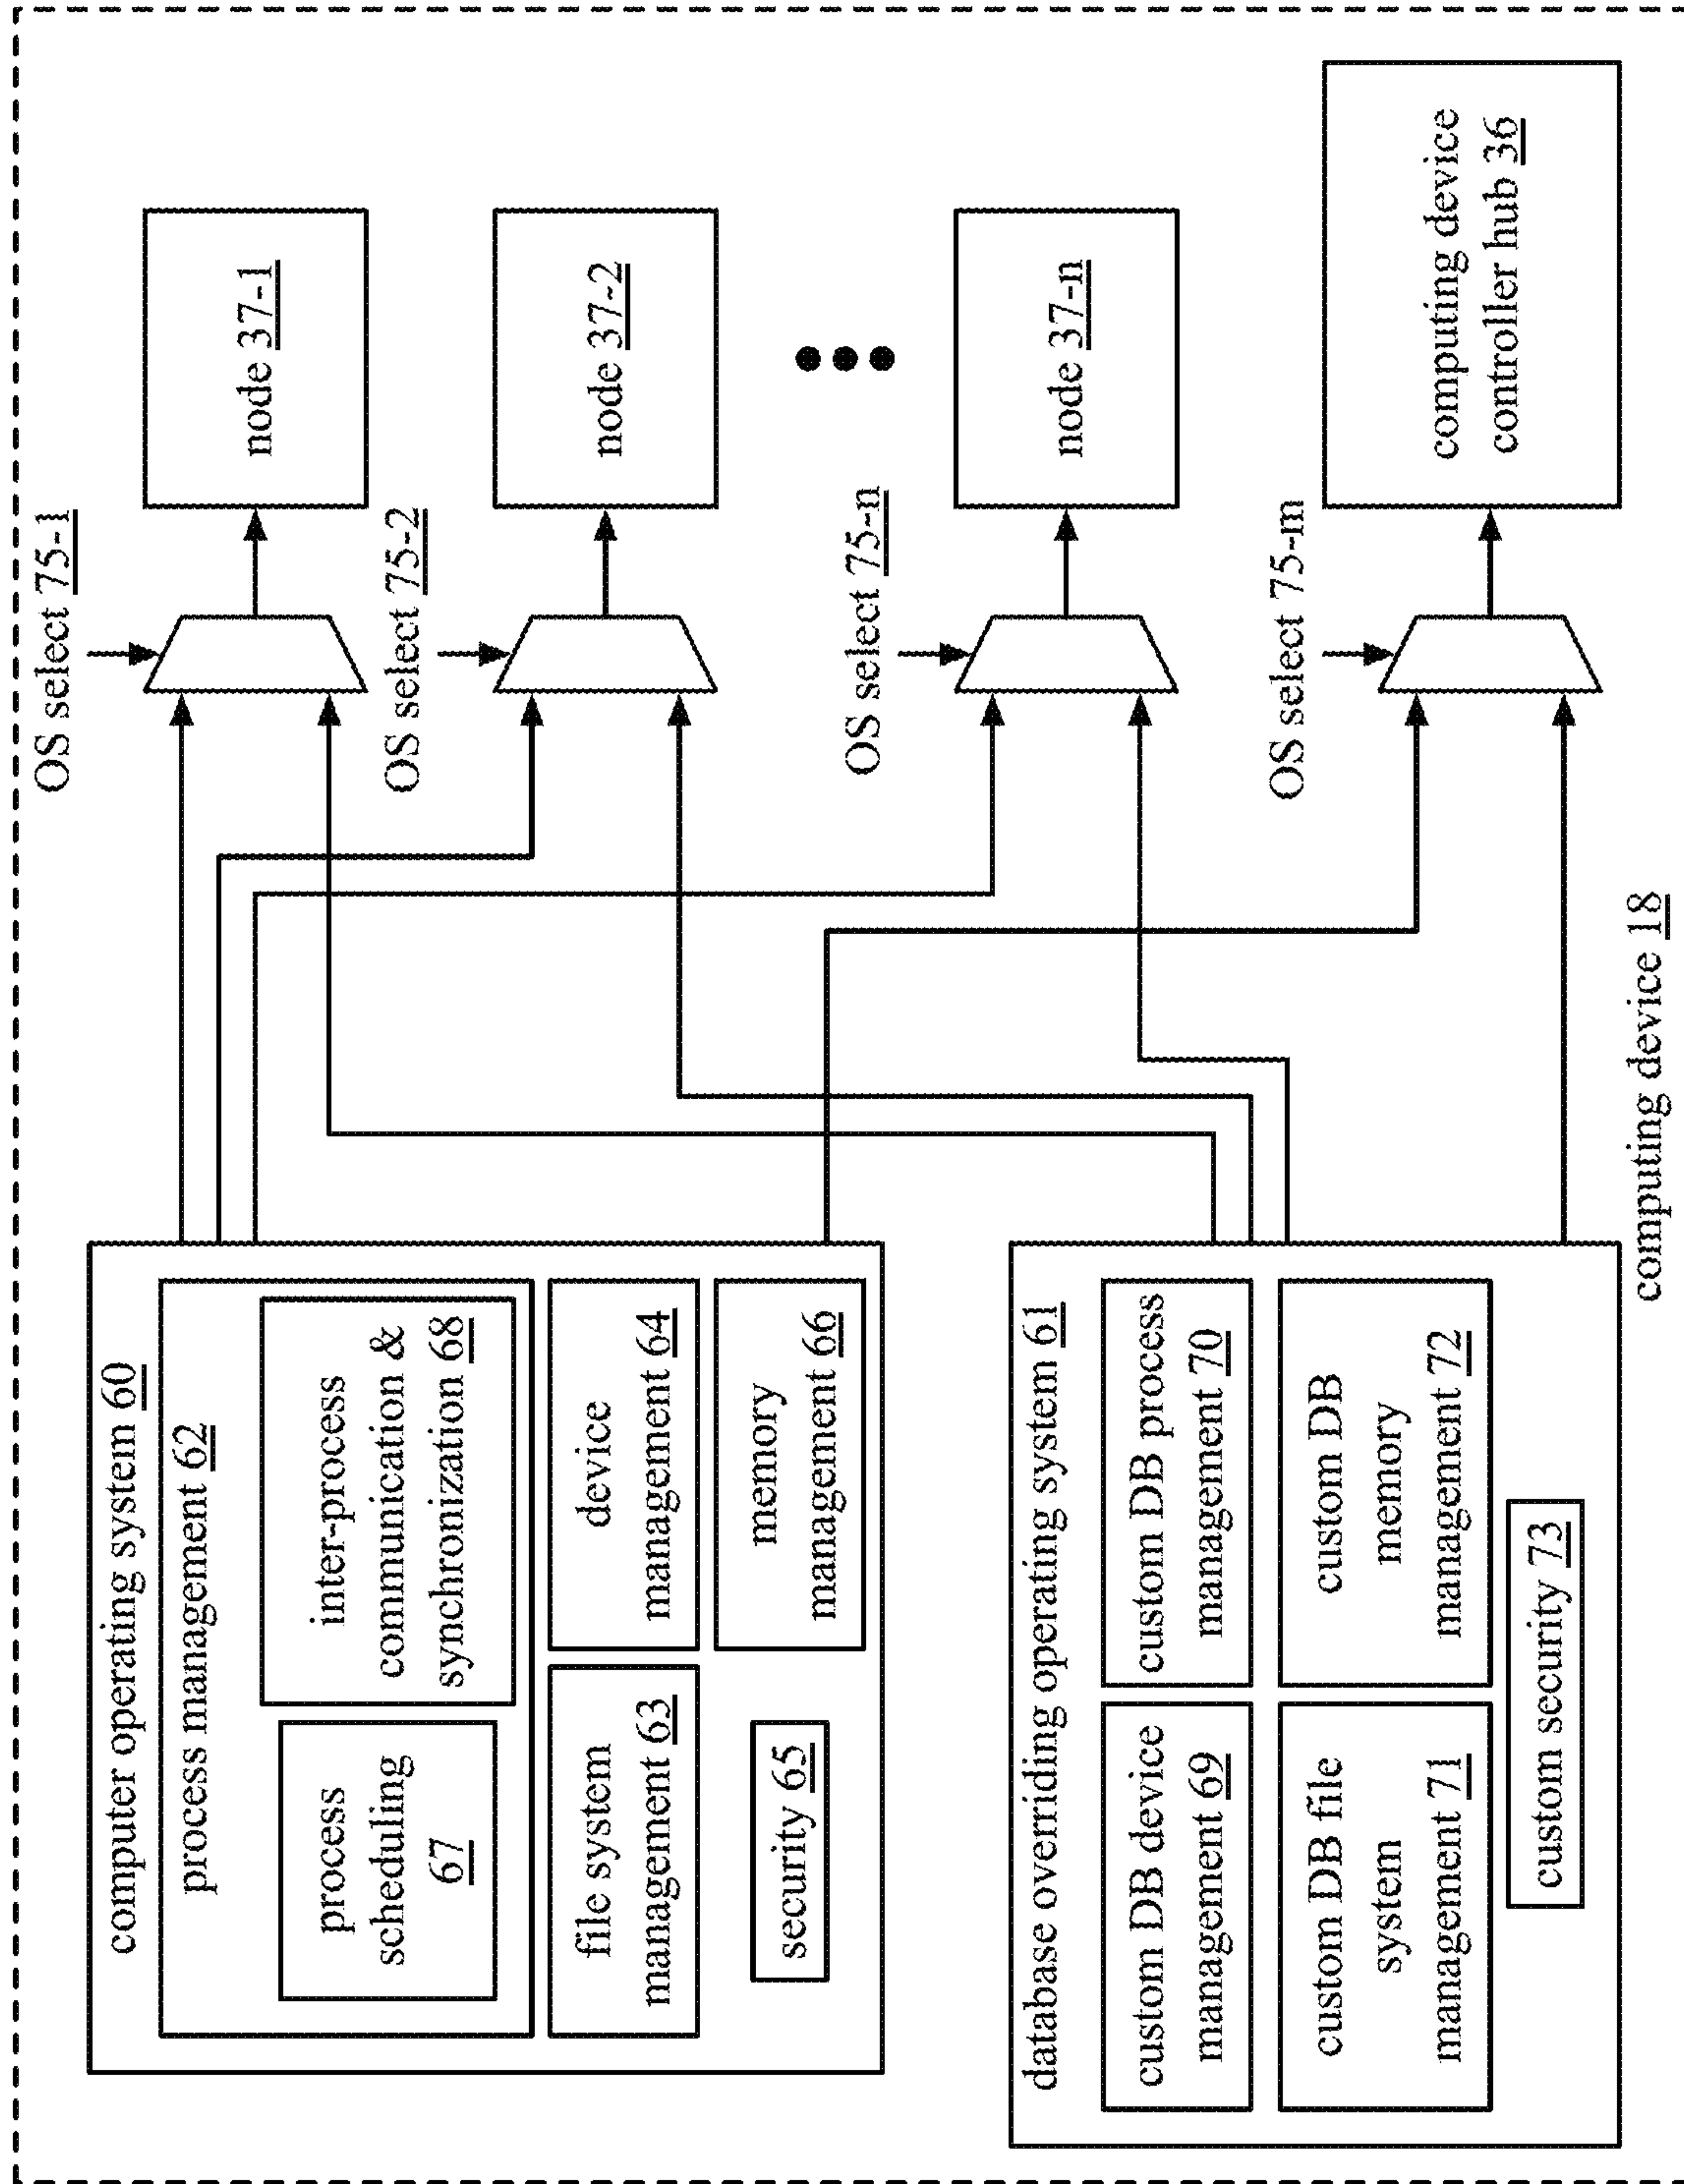 computer operating system 60
process management 62
process
scheduling
67
inter-process
communication &
synchronization 68
file system
management 63
device
management 64
security 65
memory
management 66
database overriding operating system 61
custom DB device
management 69
custom DB process
management 70
custom DB file
system
management 71
custom DB
memory
management 72
custom security 73
OS select 75-1
node 37-1
OS select 75-2
node 37-2
OS select 75-n
node 37-n
OS select 75-m
computing device
controller hub 36
computing device 18